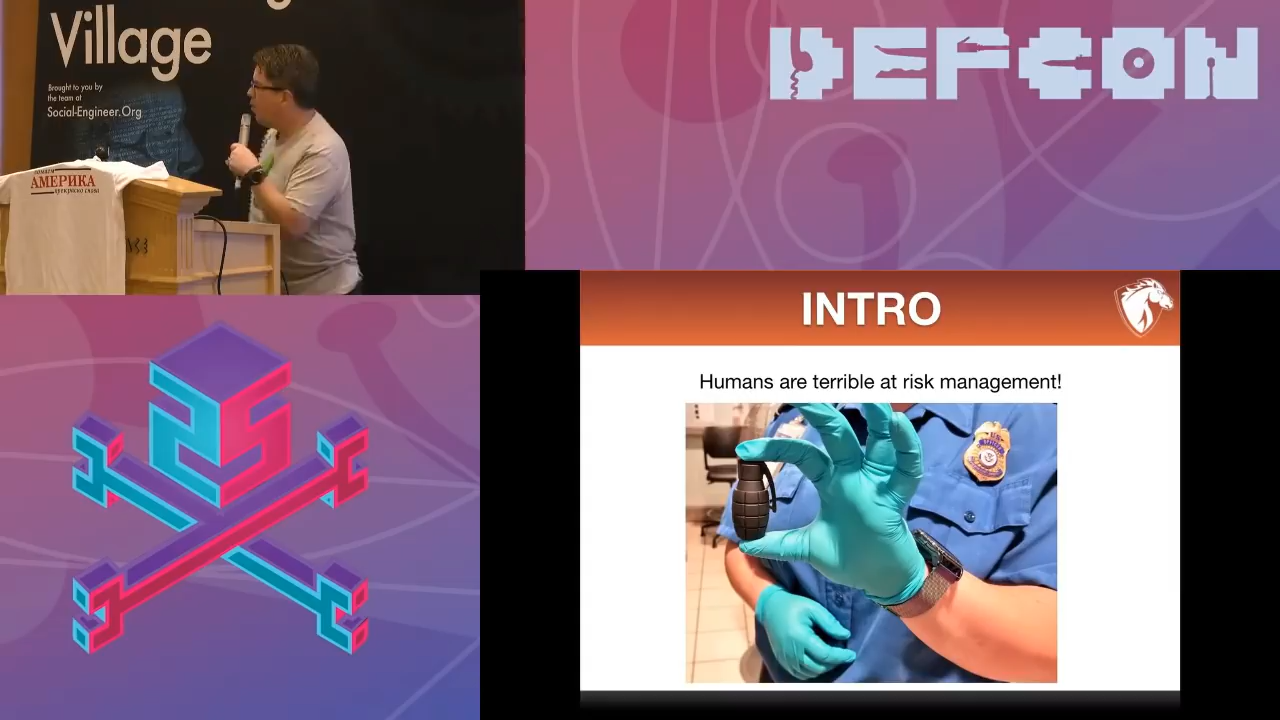 Village
Brought to you by
the team at
Social-Engineer.Org
АМЕРИКА
DEFCON
INTRO
Humans are terrible at risk management!